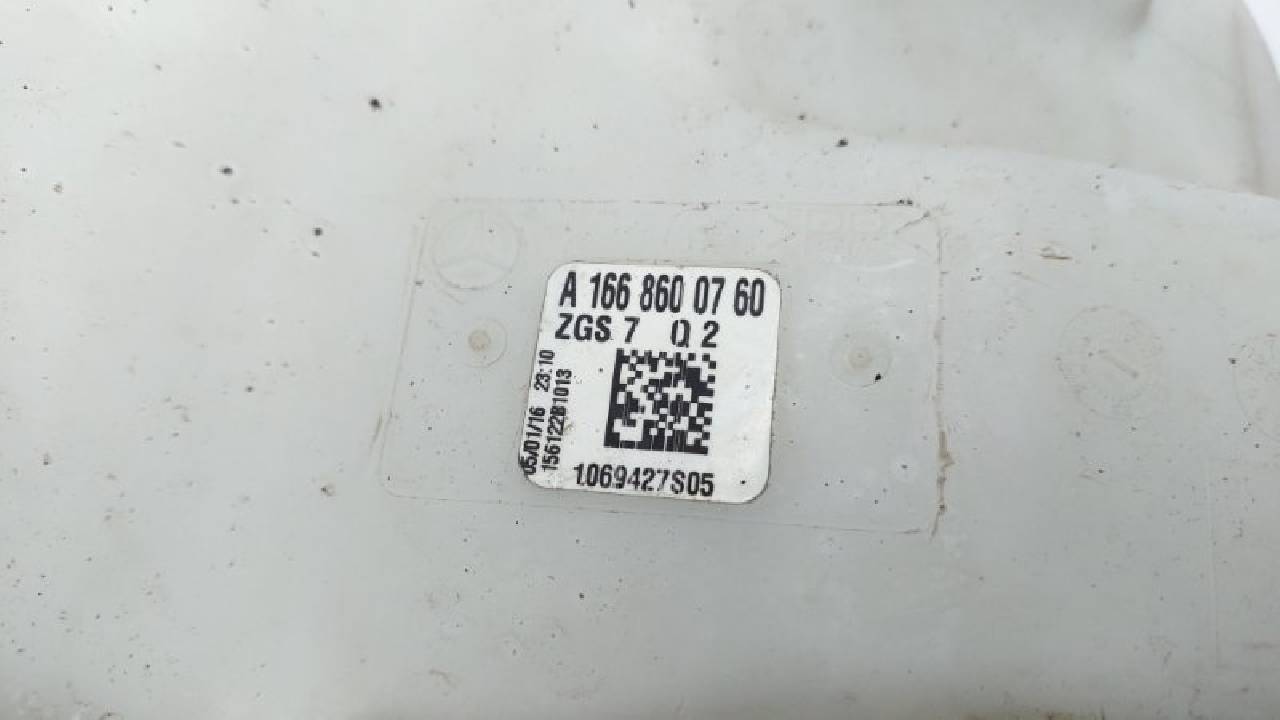 A 166 860 07 60
ZGS 7 Q 2
05/01/16 23:10
15612281013
1069427S05